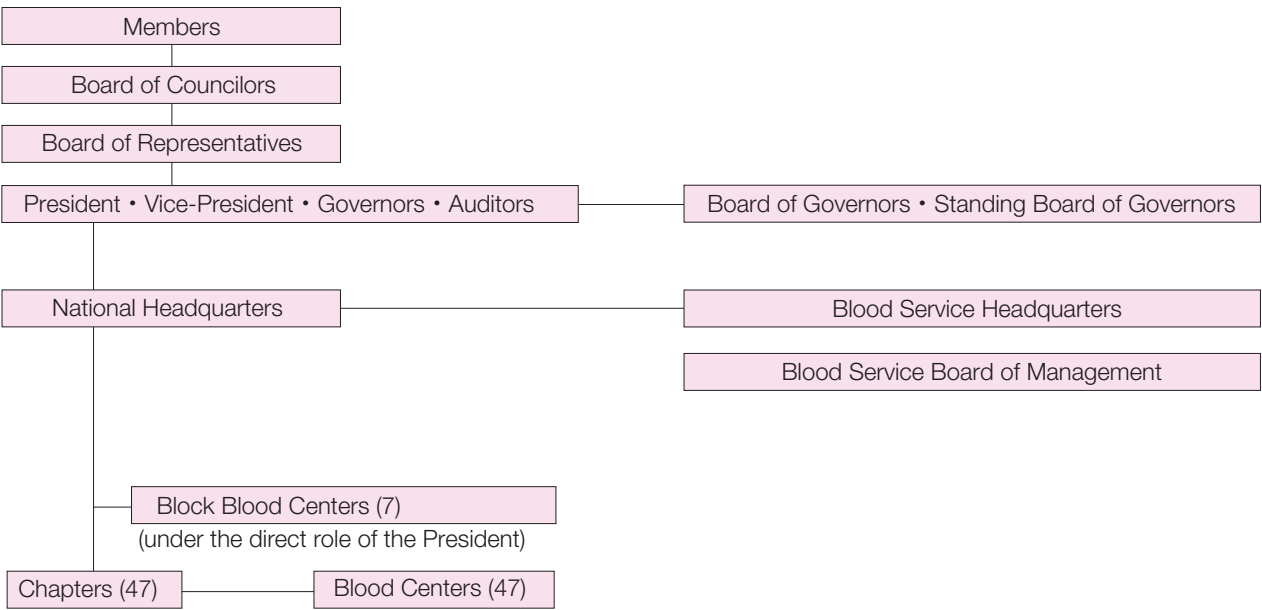 Members
Board of Councilors
Board of Representatives
President・Vice-President・Governors・Auditors
Board of Governors・Standing Board of Governors
National Headquarters
Blood Service Headquarters
Blood Service Board of Management
Block Blood Centers (7)
(under the direct role of the President)
Chapters (47)
Blood Centers (47)